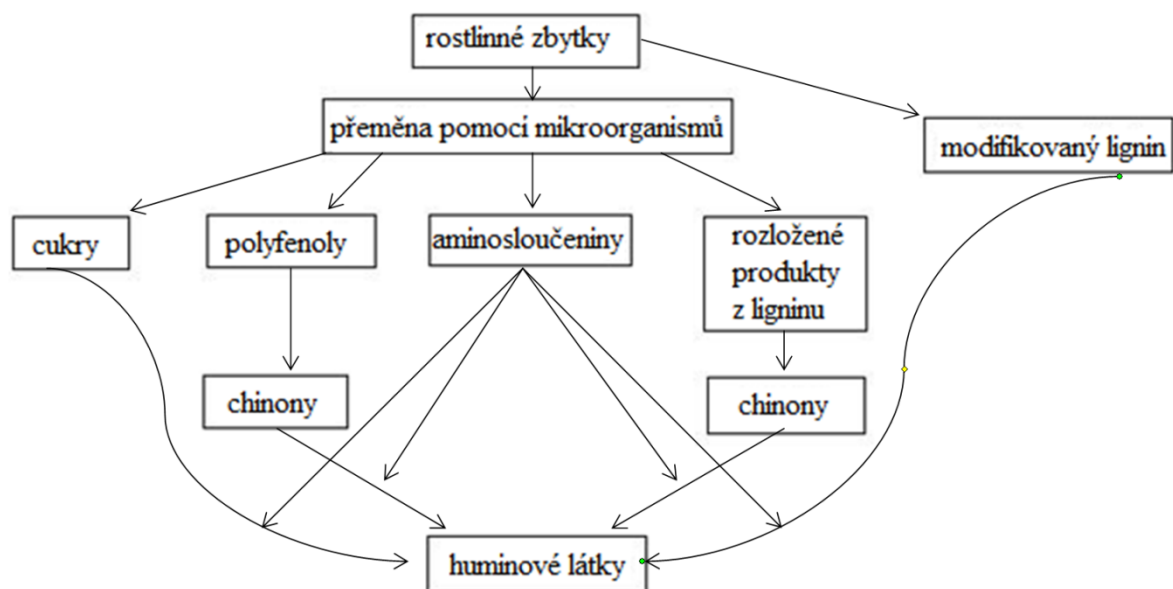 rostlinné zbytky
přeměna pomocí mikroorganismů
modifikovaný lignin
cukry
polyfenoly
aminosloučeniny
rozložené
produkty
z ligninu
chinony
chinony
huminové látky